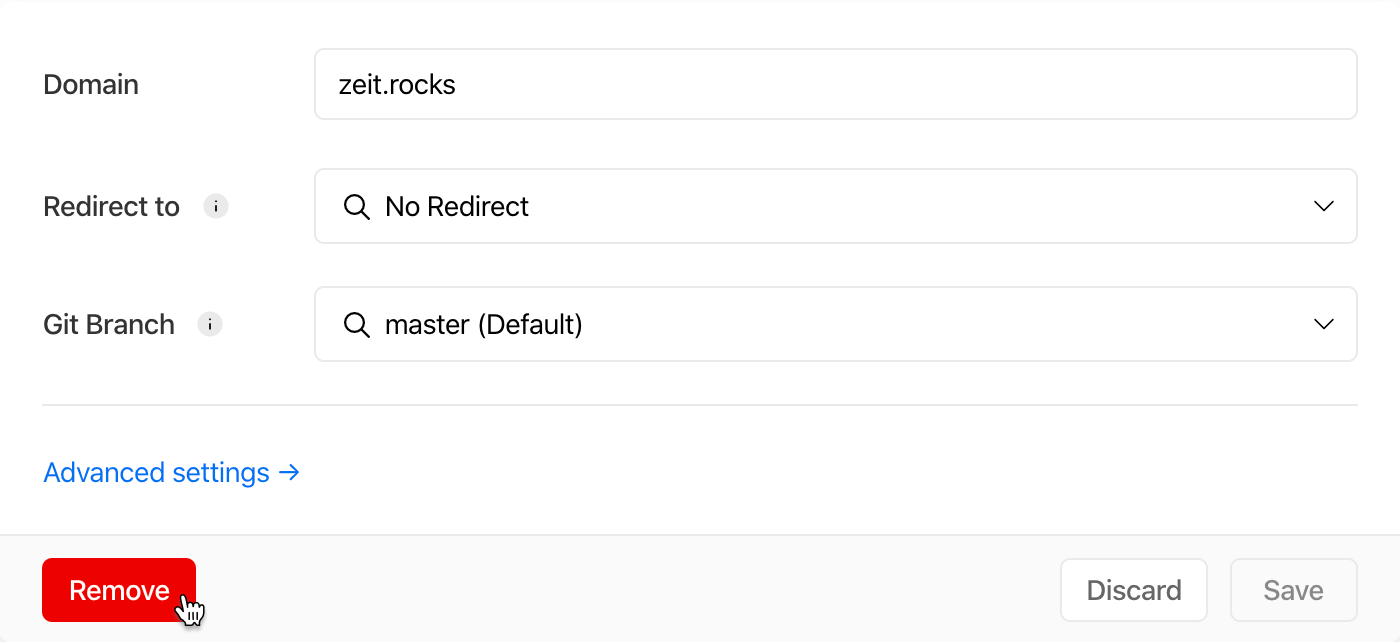 Domain
zeit.rocks
Redirect to
i
No Redirect
Git Branch
i
master (Default)
Advanced settings →
Remove
Discard
Save